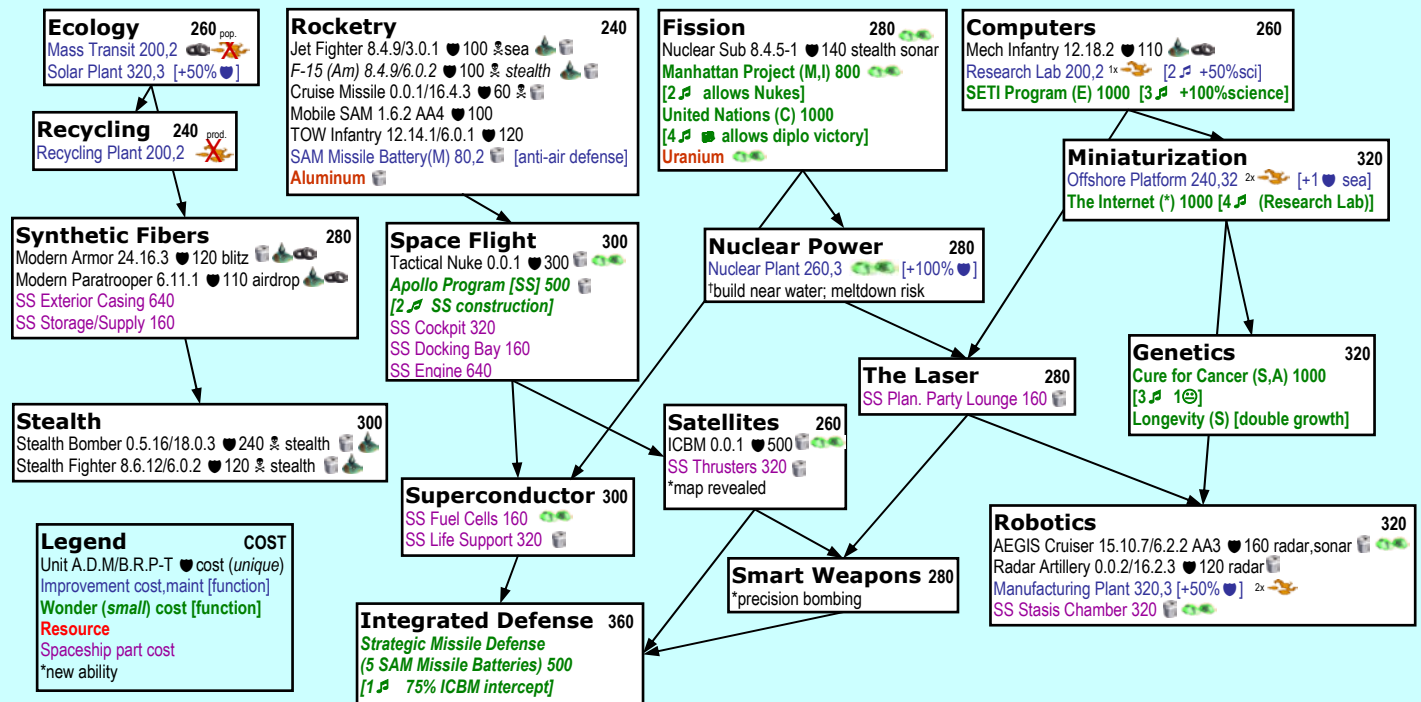 Ecology 260 pop.
Mass Transit 200,2
Solar Plant 320,3 [+50%]
Recycling 240 prod.
Recycling Plant 200,2
Synthetic Fibers 280
Modern Armor 24.16.3 120 blitz
Modern Paratrooper 6.11.1 110 airdrop
SS Exterior Casing 640
SS Storage/Supply 160
Stealth 300
Stealth Bomber 0.5.16/18.0.3 240 stealth
Stealth Fighter 8.6.12/6.0.2 120 stealth
Legend COST
Unit A.D.M/B.R.P-T cost (unique)
Improvement cost,maint [function]
Wonder (small) cost [function]
Resource
Spaceship part cost
*new ability
Rocketry 240
Jet Fighter 8.4.9/3.0.1 100 sea
F-15 (Am) 8.4.9/6.0.2 100 stealth
Cruise Missile 0.0.1/16.4.3 60
Mobile SAM 1.6.2 AA4 100
TOW Infantry 12.14.1/6.0.1 120
SAM Missile Battery(M) 80,2 [anti-air defense]
Aluminum
Space Flight 300
Tactical Nuke 0.0.1 300
Apollo Program [SS] 500
[2 SS construction]
SS Cockpit 320
SS Docking Bay 160
SS Engine 640
Superconductor 300
SS Fuel Cells 160
SS Life Support 320
Integrated Defense 360
Strategic Missile Defense
(5 SAM Missile Batteries) 500
[1 75% ICBM intercept]
Fission 280
Nuclear Sub 8.4.5-1 140 stealth sonar
Manhattan Project (M,I) 800
[2 allows Nukes]
United Nations (C) 1000
[4 allows diplo victory]
Uranium
Nuclear Power 280
Nuclear Plant 260,3 [+100%]
†build near water; meltdown risk
Satellites 260
ICBM 0.0.1 500
SS Thrusters 320
*map revealed
Smart Weapons 280
*precision bombing
Computers 260
Mech Infantry 12.18.2 110
Research Lab 200,2 1x [2 +50%sci]
SETI Program (E) 1000 [3 +100%science]
Miniaturization 320
Offshore Platform 240,32 2x [+1 sea]
The Internet (*) 1000 [4 (Research Lab)]
The Laser 280
SS Plan. Party Lounge 160
Genetics 320
Cure for Cancer (S,A) 1000
[3 1]
Longevity (S) [double growth]
Robotics 320
AEGIS Cruiser 15.10.7/6.2.2 AA3 160 radar,sonar
Radar Artillery 0.0.2/16.2.3 120 radar
Manufacturing Plant 320,3 [+50%] 2x
SS Stasis Chamber 320